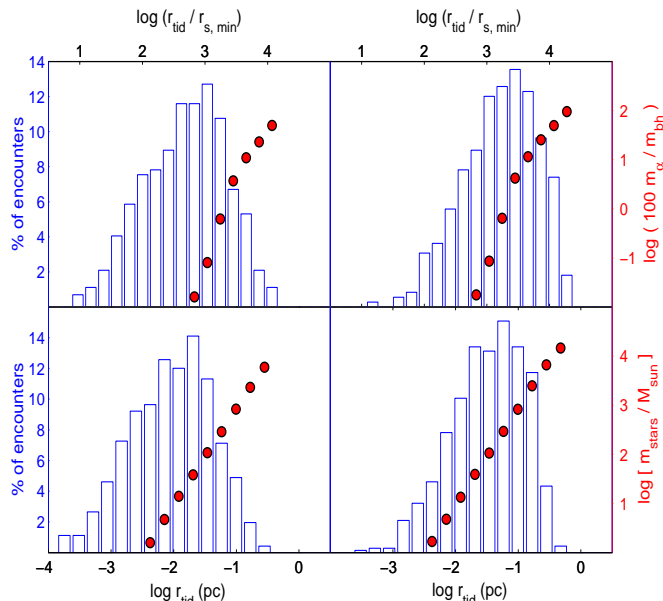 log (r_tid / r_s, min)
log (r_tid / r_s, min)
1 2 3 4
1 2 3 4
14
12
10
8
6
4
2
% of encounters
2
1
0
−1
log ( 100 m_α / m_bh )
14
12
10
8
6
4
2
% of encounters
4
3
2
1
log [ m_stars / M_sun ]
−4 −3 −2 −1 0
−3 −2 −1 0
log r_tid (pc)
log r_tid (pc)